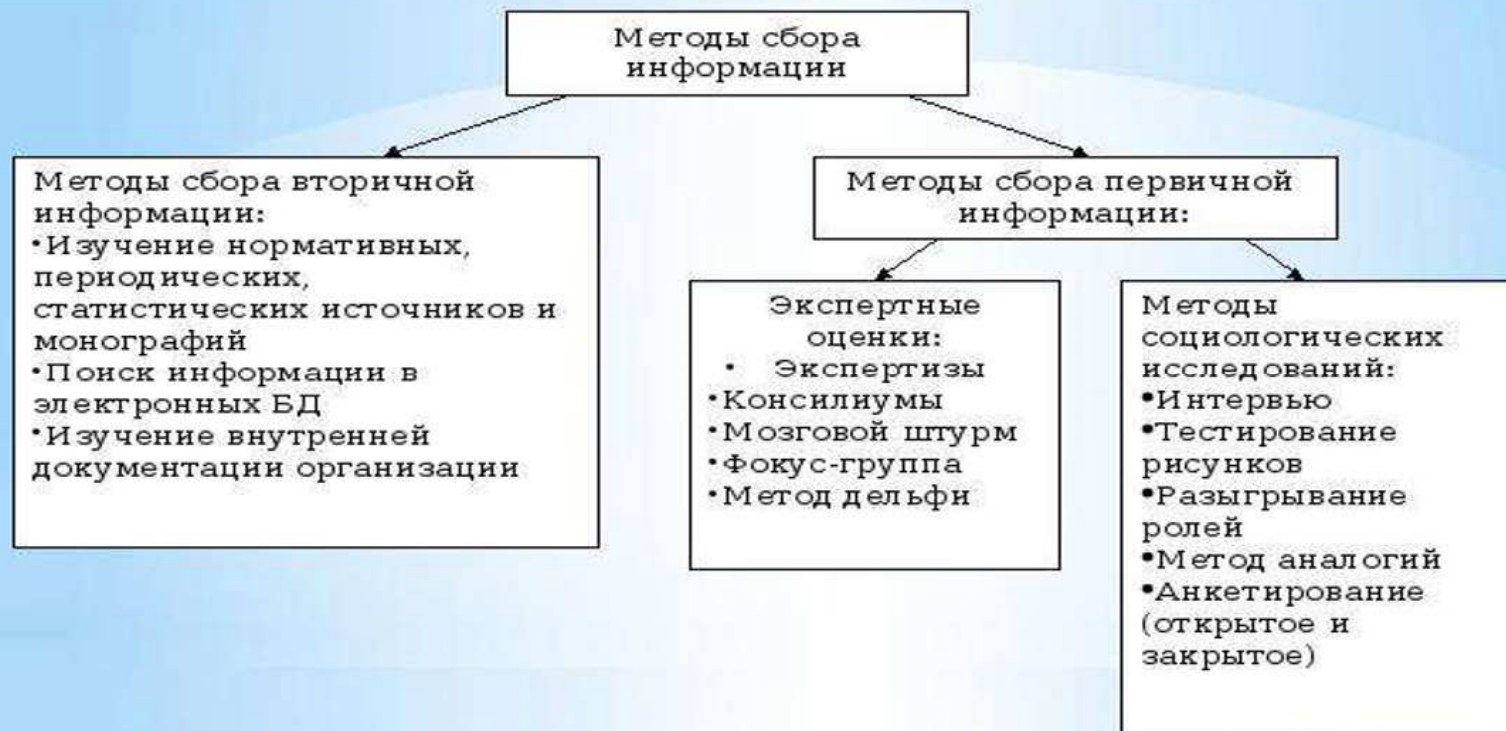 Методы сбора
информации
Методы сбора вторичной
информации:
•Изучение нормативных,
периодических,
статистических источников и
монографий
•Поиск информации в
электронных БД
•Изучение внутренней
документации организации
Методы сбора первичной
информации:
Экспертные
оценки:
• Экспертизы
•Консилиумы
•Мозговой штурм
•Фокус-группа
•Метод дельфи
Методы
социологических
исследований:
•Интервью
•Тестирование
рисунков
•Разыгрывание
ролей
•Метод аналогий
•Анкетирование
(открытое и
закрытое)